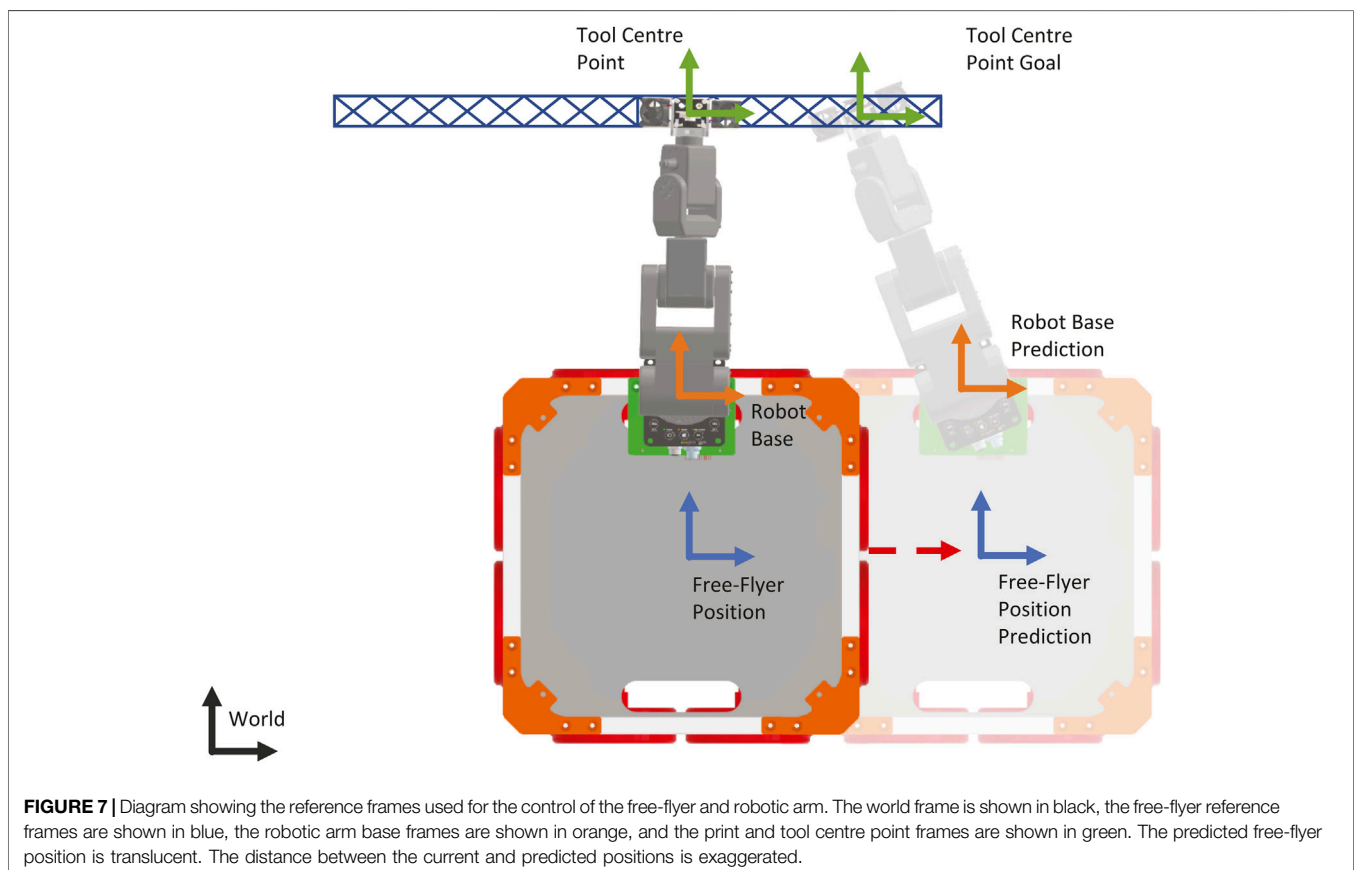 Tool Centre
Point
Tool Centre
Point Goal
Robot Base
Prediction
Robot
Base
Free-Flyer
Position
Free-Flyer
Position
Prediction
World
FIGURE 7 | Diagram showing the reference frames used for the control of the free-flyer and robotic arm. The world frame is shown in black, the free-flyer reference
frames are shown in blue, the robotic arm base frames are shown in orange, and the print and tool centre point frames are shown in green. The predicted free-flyer
position is translucent. The distance between the current and predicted positions is exaggerated.